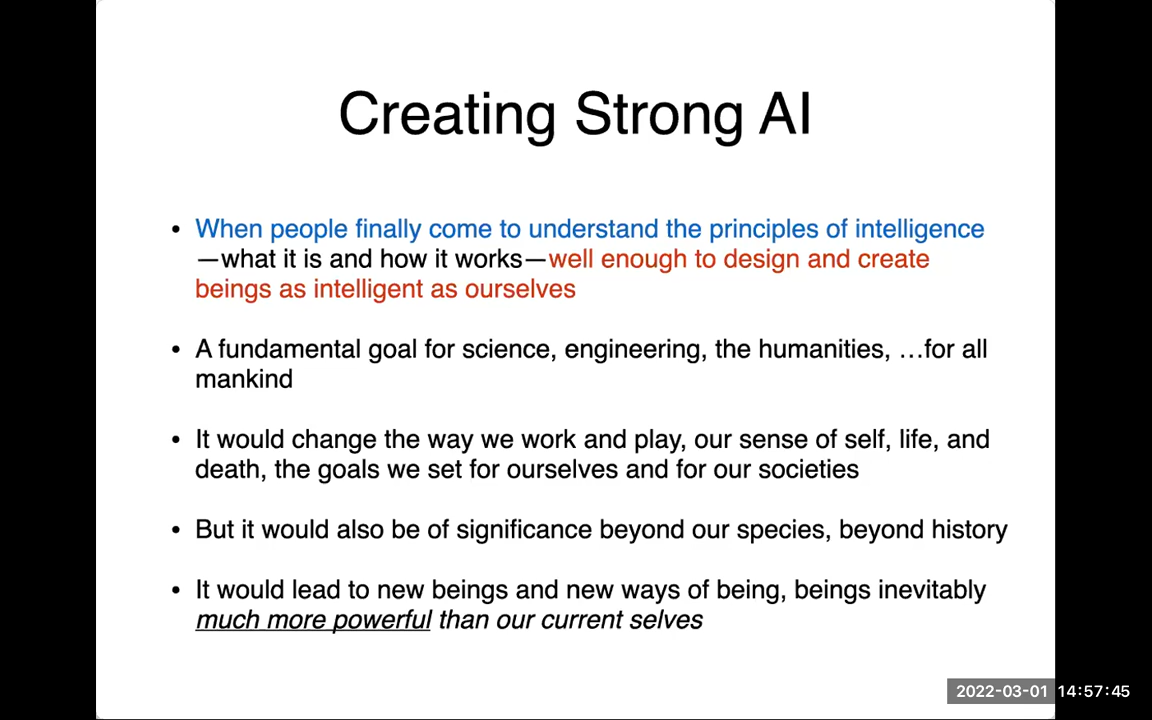 Creating Strong AI
• When people finally come to understand the principles of intelligence
—what it is and how it works—well enough to design and create
beings as intelligent as ourselves
• A fundamental goal for science, engineering, the humanities, …for all
mankind
• It would change the way we work and play, our sense of self, life, and
death, the goals we set for ourselves and for our societies
• But it would also be of significance beyond our species, beyond history
• It would lead to new beings and new ways of being, beings inevitably
much more powerful than our current selves
2022-03-01 14:57:45